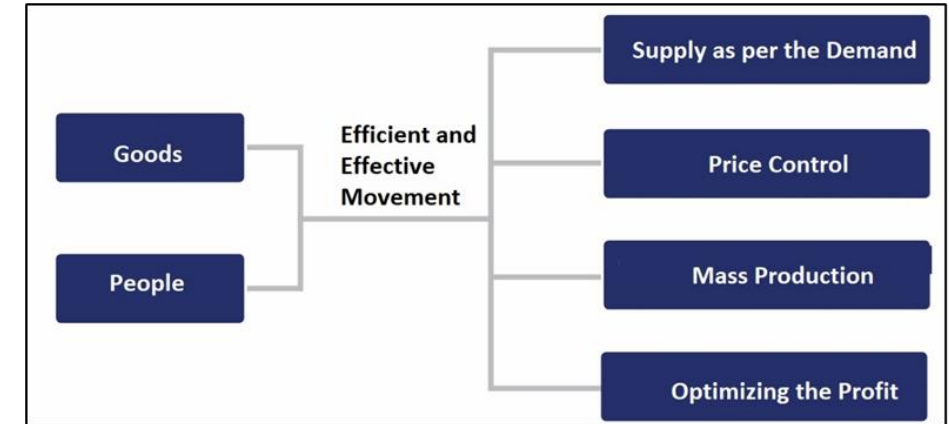 Goods
People
Efficient and
Effective
Movement
Supply as per the Demand
Price Control
Mass Production
Optimizing the Profit